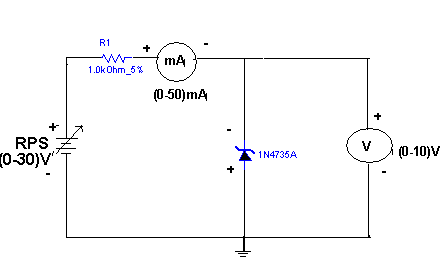 R1
1.0kOhm_5%
+
-
mA
(0-50)mA
+
RPS
(0-30)V
-
-
+
1N4735A
+
V
(0-10)V
-